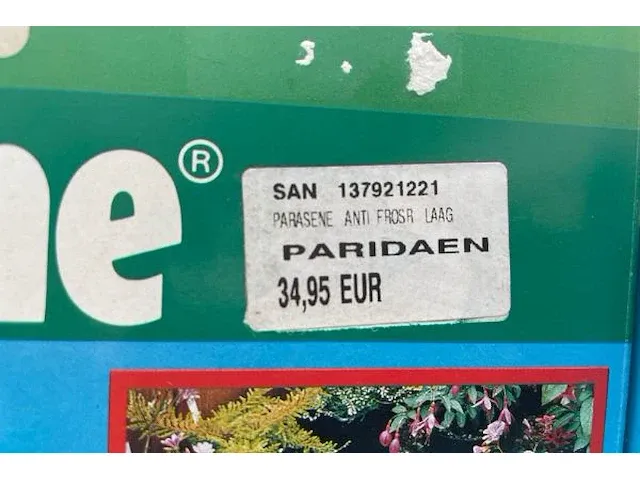 ne®
SAN 137921221
PARASENE ANTI FROSR LAAG
PARIDAEN
34,95 EUR